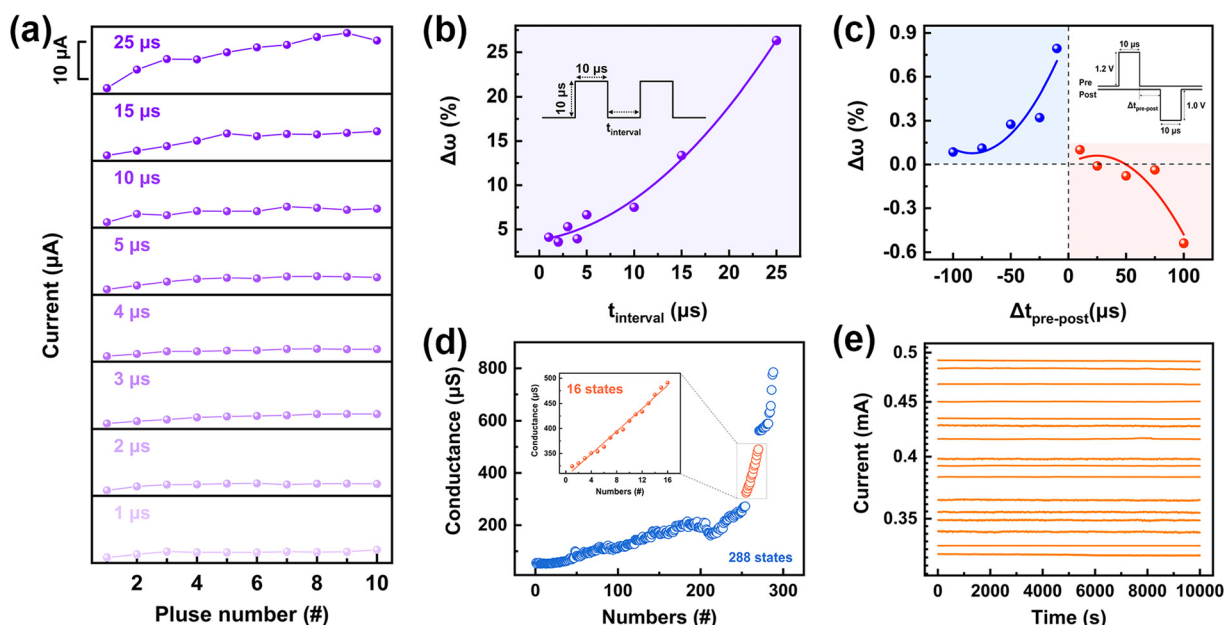 (a)
10 µA
25 µs
15 µs
10 µs
5 µs
4 µs
3 µs
2 µs
1 µs
Current (µA)
2 4 6 8 10
Pluse number (#)
(b)
Δω (%)
25
20
15
10
5
10 µs
10 µs
t_interval
0 5 10 15 20 25
t_interval (µs)
(c)
Δω (%)
0.9%
0.6%
0.3%
0.0%
-0.3%
-0.6%
10 µs
1.2 V
Pre
Post
Δt_pre-post
1.0 V
10 µs
-100 -50 0 50 100
Δt_pre-post(µs)
(d)
Conductance (µS)
800
600
400
200
0
16 states
Conductance (µS)
500
450
400
350
0 4 8 12 16
Numbers (#)
288 states
0 100 200 300
Numbers (#)
(e)
Current (mA)
0.5
0.45
0.4
0.35
0 2000 4000 6000 8000 10000
Time (s)